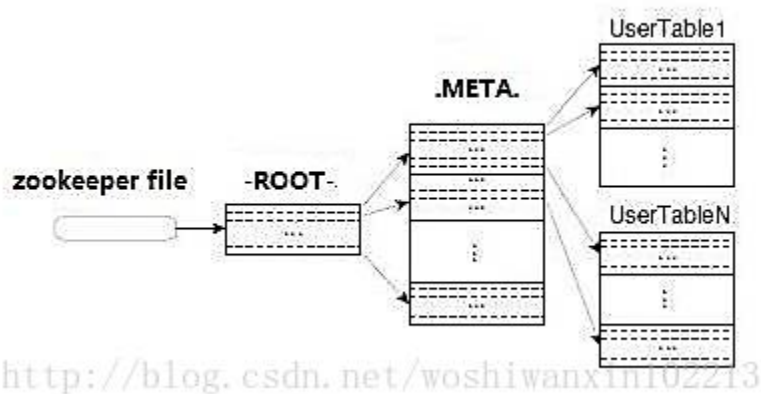 UserTable1
.META.
zookeeper file
-ROOT-
UserTableN
...
...
...
...
...
...
...
...
...
http://blog.csdn.net/woshiwanxin102213